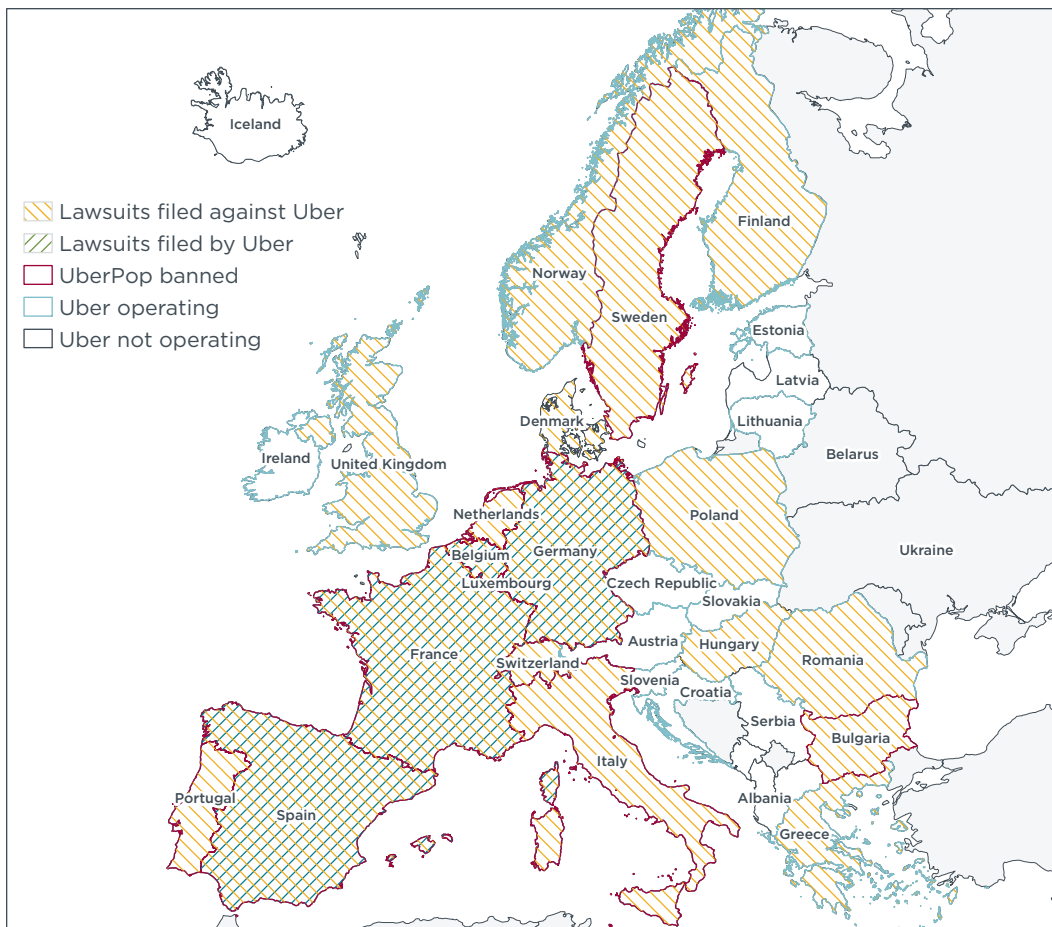 Iceland
Lawsuits filed against Uber
Lawsuits filed by Uber
UberPop banned
Uber operating
Uber not operating
Finland
Norway
Sweden
Estonia
Latvia
Denmark
Lithuania
Ireland
United Kingdom
Belarus
Netherlands
Poland
Belgium
Germany
Ukraine
Luxembourg
Czech Republic
Slovakia
Austria
Hungary
France
Switzerland
Romania
Slovenia
Croatia
Serbia
Bulgaria
Italy
Portugal
Albania
Spain
Greece